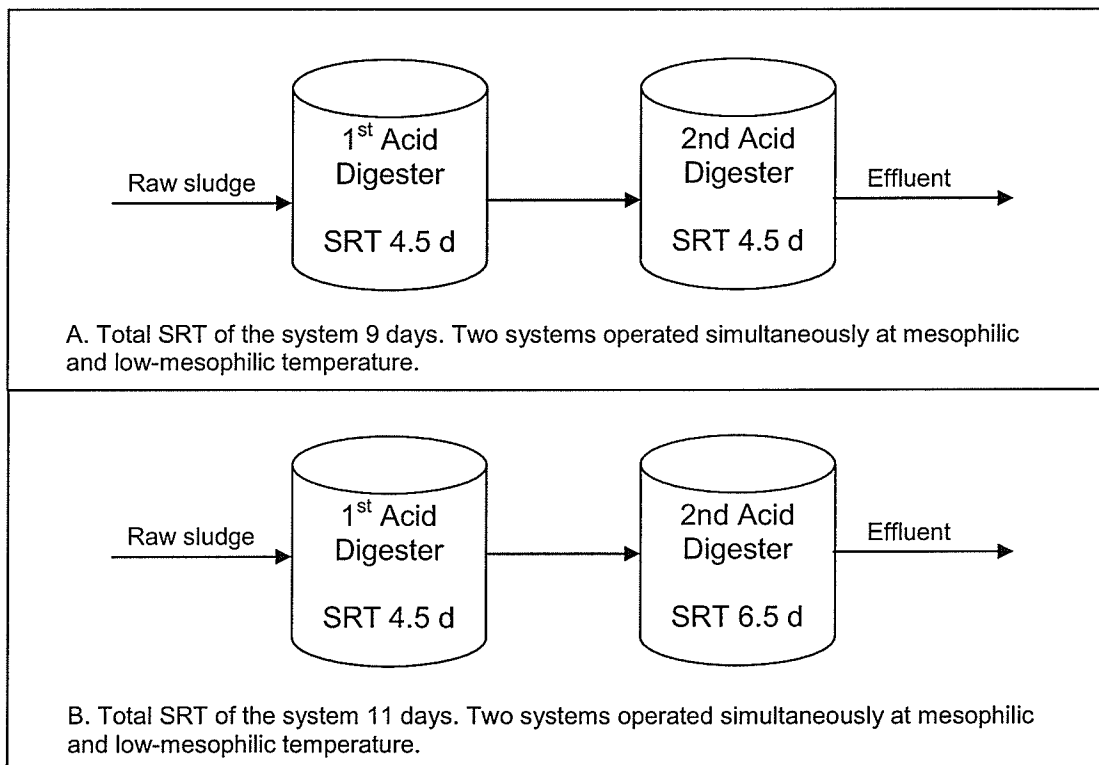 1st Acid
Digester
SRT 4.5 d
2nd Acid
Digester
SRT 4.5 d
Raw sludge
Effluent
A. Total SRT of the system 9 days. Two systems operated simultaneously at mesophilic
and low-mesophilic temperature.
1st Acid
Digester
SRT 4.5 d
2nd Acid
Digester
SRT 6.5 d
Raw sludge
Effluent
B. Total SRT of the system 11 days. Two systems operated simultaneously at mesophilic
and low-mesophilic temperature.